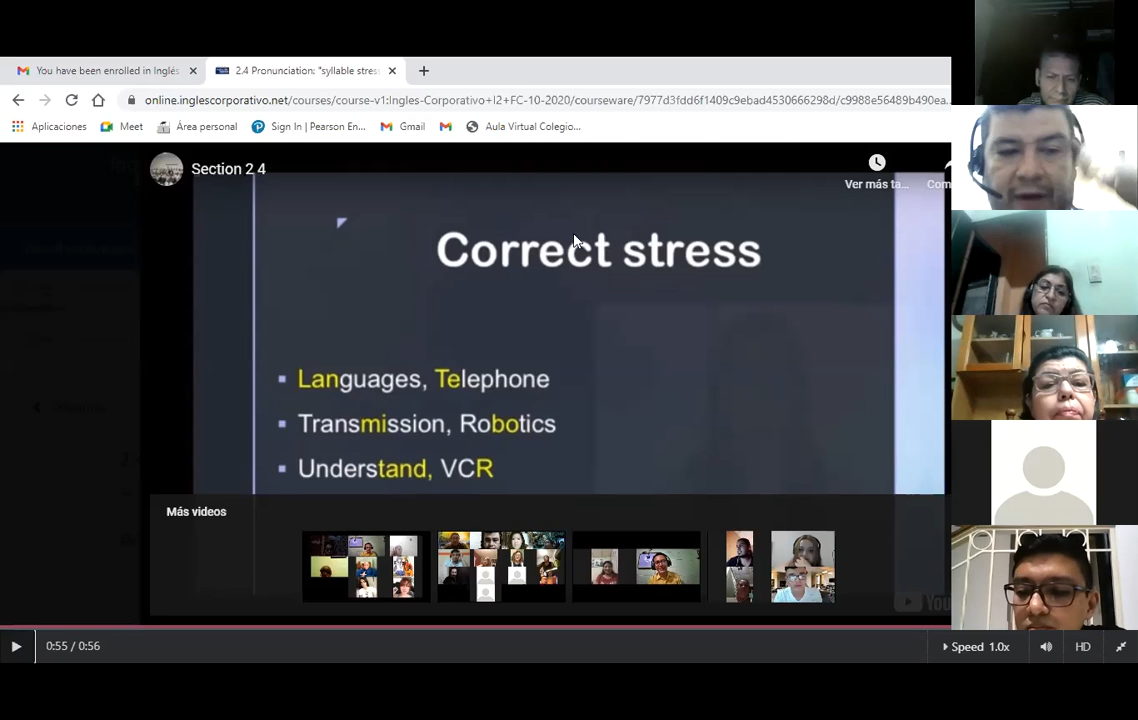 You have been enrolled in Inglés
2.4 Pronunciation: "syllable stress
online.inglescorporativo.net/courses/course-v1:Ingles-Corporativo+I2+FC-10-2020/courseware/7977d3fdd6f1409c9ebad4530666298d/c9988e56489b490ea...
Aplicaciones Meet Área personal Sign In | Pearson En... Gmail Aula Virtual Colegio...
Section 2 4
Ver más ta...
Correct stress
Languages, Telephone
Transmission, Robotics
Understand, VCR
Más videos
0:55 / 0:56
Speed 1.0x
HD